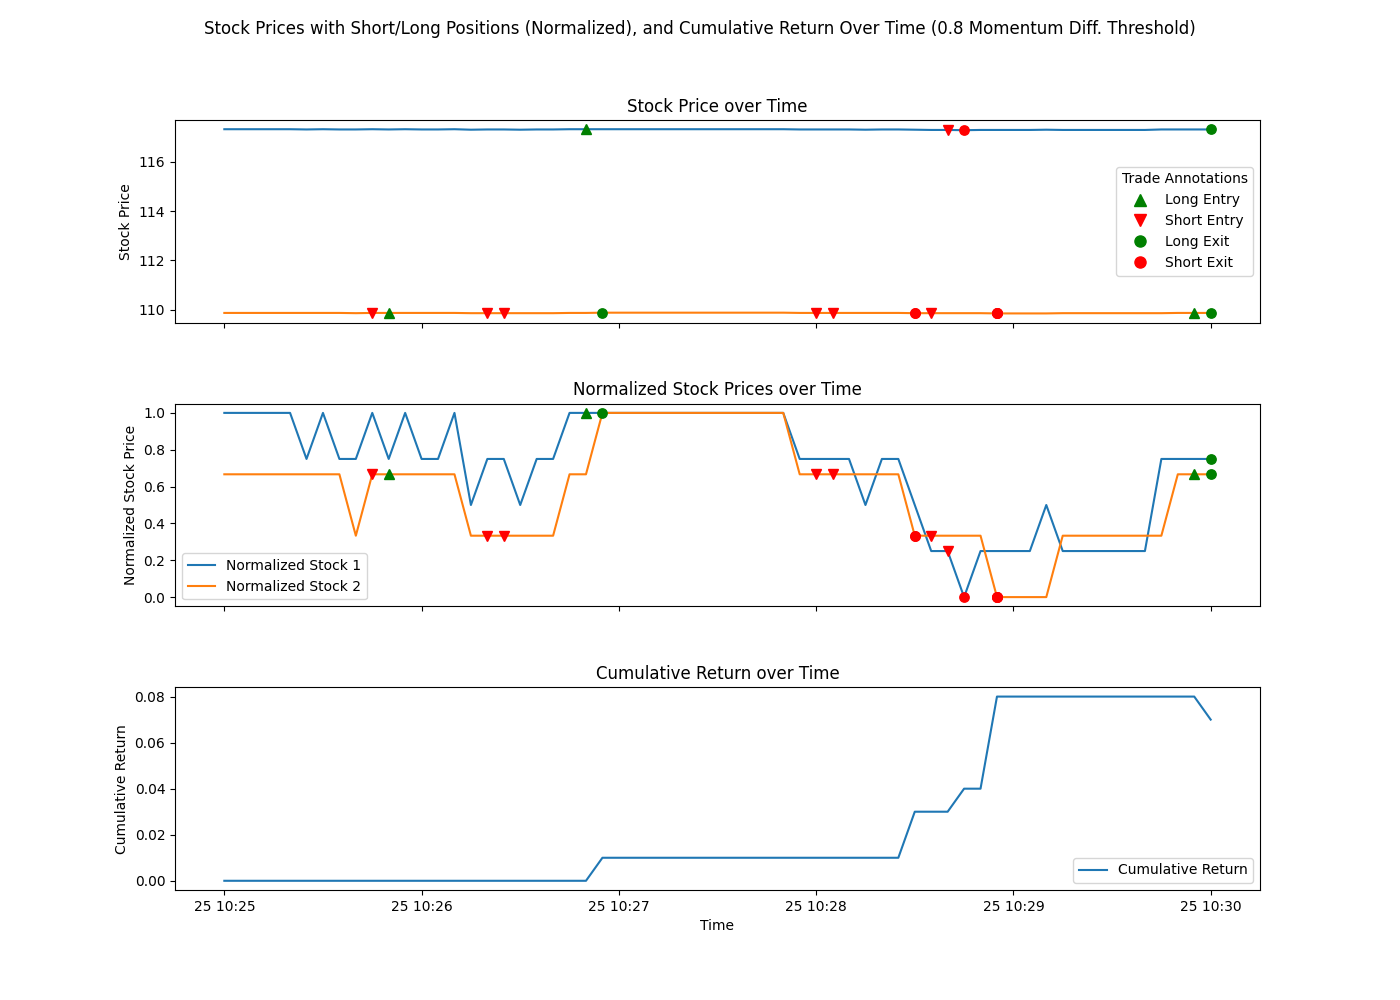 Stock Prices with Short/Long Positions (Normalized), and Cumulative Return Over Time (0.8 Momentum Diff. Threshold)
Stock Price over Time
Stock Price
116
114
112
110
Trade Annotations
Long Entry
Short Entry
Long Exit
Short Exit
Normalized Stock Prices over Time
Normalized Stock Price
1.0
0.8
0.6
0.4
0.2
0.0
Normalized Stock 1
Normalized Stock 2
Cumulative Return over Time
Cumulative Return
0.08
0.06
0.04
0.02
0.00
Cumulative Return
25 10:25 25 10:26 25 10:27 25 10:28 25 10:29 25 10:30
Time